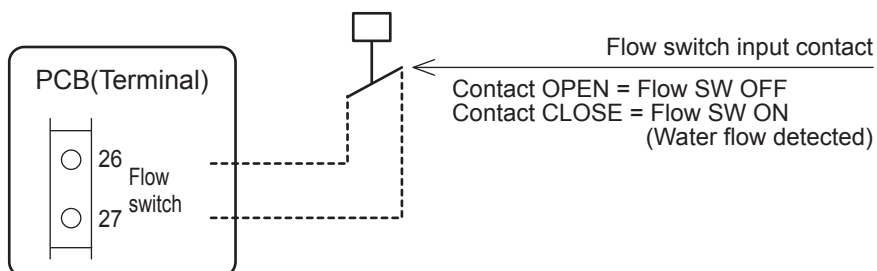 Flow switch input contact
PCB(Terminal)
Contact OPEN = Flow SW OFF
Contact CLOSE = Flow SW ON
(Water flow detected)
26
Flow
switch
27